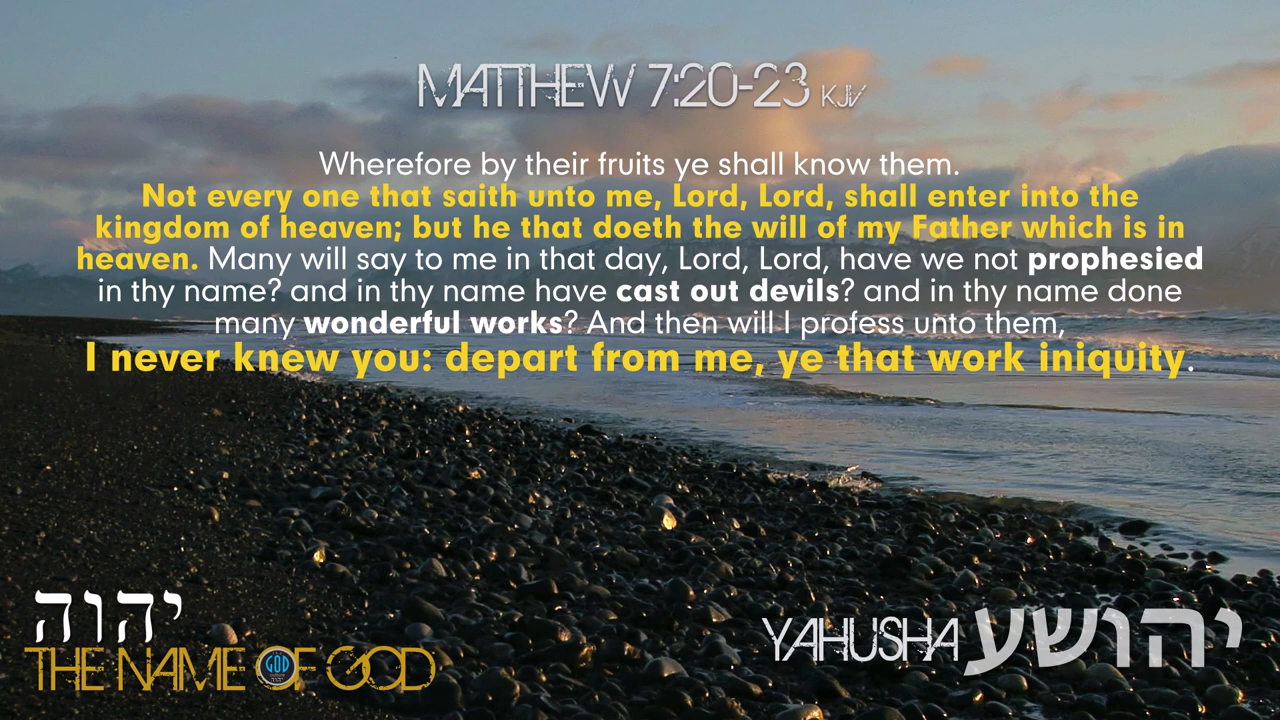 MATTHEW 7:20-23 KJV
Wherefore by their fruits ye shall know them.
Not every one that saith unto me, Lord, Lord, shall enter into the
kingdom of heaven; but he that doeth the will of my Father which is in
heaven. Many will say to me in that day, Lord, Lord, have we not prophesied
in thy name? and in thy name have cast out devils? and in thy name done
many wonderful works? And then will I profess unto them,
I never knew you: depart from me, ye that work iniquity.
יהוה
THE NAME OF GOD
GOD
YAHUSHA יהושע